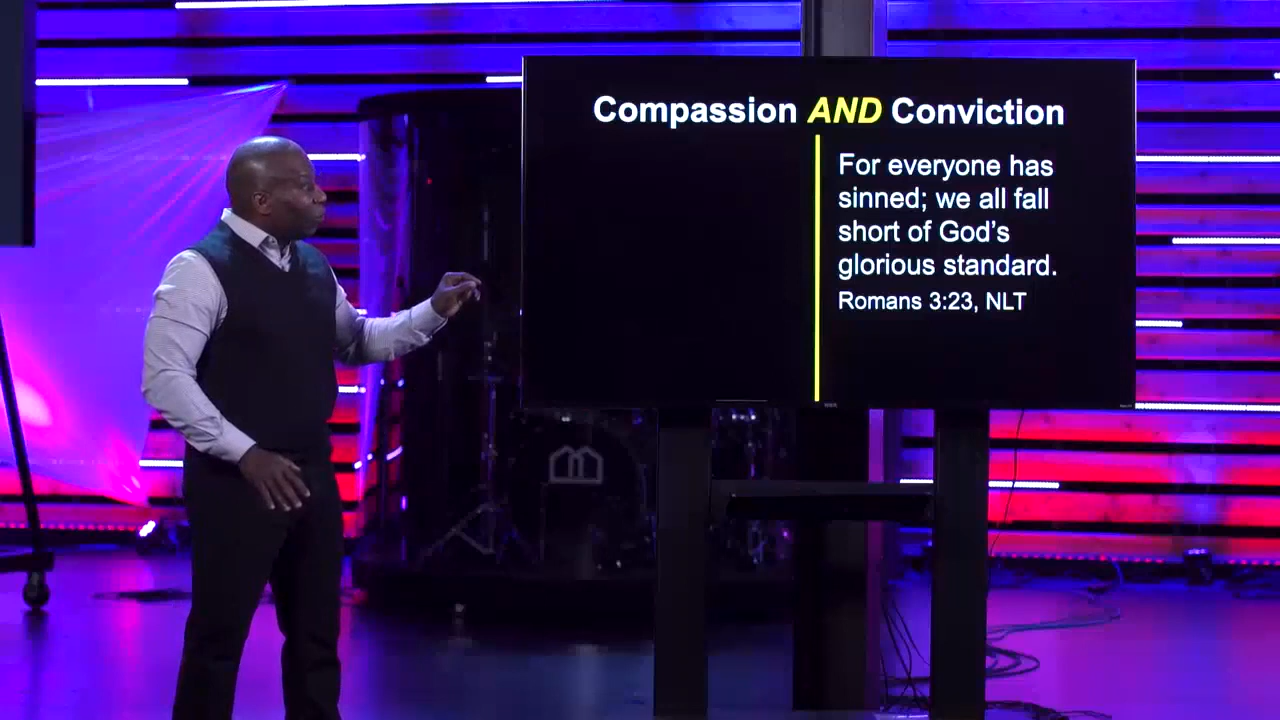 Compassion AND Conviction
For everyone has
sinned; we all fall
short of God's
glorious standard.
Romans 3:23, NLT